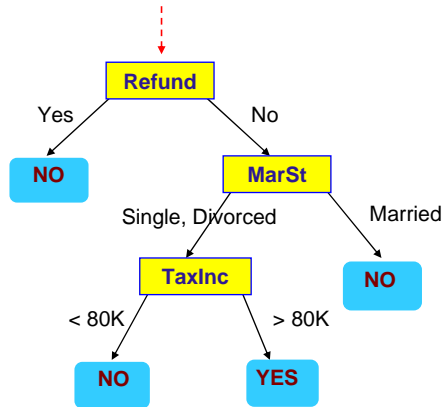 Refund
Yes
No
NO
MarSt
Single, Divorced
Married
TaxInc
NO
< 80K
> 80K
NO
YES